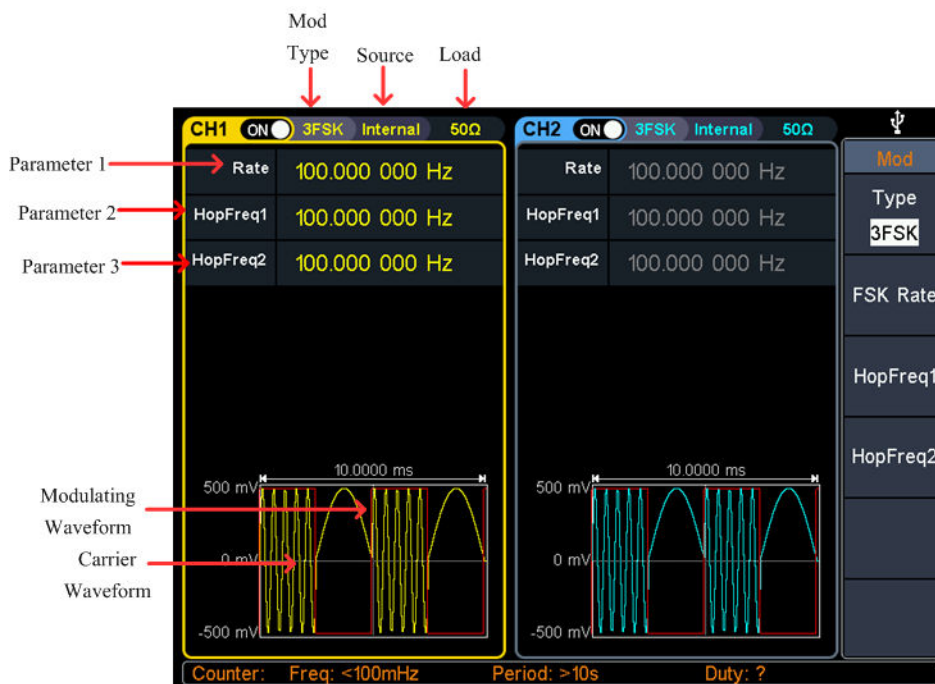 Mod
Type Source Load
CH1 ON 3FSK Internal 50Ω CH2 ON 3FSK Internal 50Ω
Mod
Parameter 1 Rate 100.000 000 Hz Rate 100.000 000 Hz
Type
3FSK
Parameter 2 HopFreq1 100.000 000 Hz HopFreq1 100.000 000 Hz
Parameter 3 HopFreq2 100.000 000 Hz HopFreq2 100.000 000 Hz
FSK Rate
HopFreq1
HopFreq2
10.0000 ms 10.0000 ms
Modulating
Waveform
500 mV 500 mV
Carrier
Waveform
0 mV 0 mV
-500 mV -500 mV
Counter: Freq: <100mHz Period: >10s Duty: ?